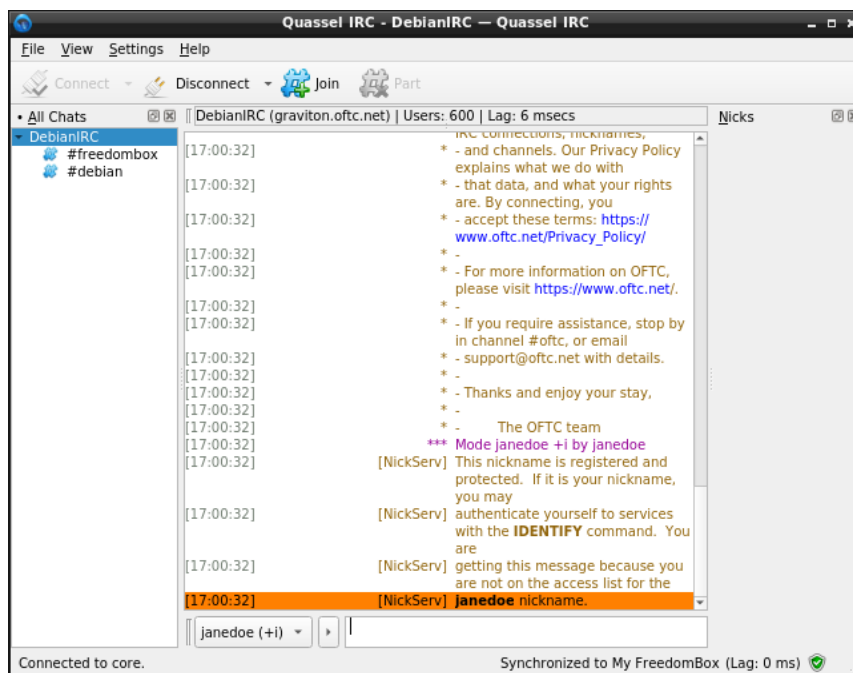 Quassel IRC - DebianIRC — Quassel IRC
File View Settings Help
Connect Disconnect Join Part
All Chats
DebianIRC (graviton.oftc.net) | Users: 600 | Lag: 6 msecs
Nicks
DebianIRC
#freedombox
#debian
IRC connections, nicknames,
[17:00:32] * - and channels. Our Privacy Policy
explains what we do with
[17:00:32] * - that data, and what your rights
are. By connecting, you
[17:00:32] * - accept these terms: https://
www.oftc.net/Privacy_Policy/
[17:00:32] * -
[17:00:32] * - For more information on OFTC,
please visit https://www.oftc.net/.
[17:00:32] * -
[17:00:32] * - If you require assistance, stop by
in channel #oftc, or email
[17:00:32] * - support@oftc.net with details.
[17:00:32] * -
[17:00:32] * - Thanks and enjoy your stay,
[17:00:32] * -
[17:00:32] * - The OFTC team
[17:00:32] *** Mode janedoe +i by janedoe
[17:00:32] [NickServ] This nickname is registered and
protected. If it is your nickname,
you may
[17:00:32] [NickServ] authenticate yourself to services
with the IDENTIFY command. You
are
[17:00:32] [NickServ] getting this message because you
are not on the access list for the
[17:00:32] [NickServ] janedoe nickname.
janedoe (+i)
Connected to core.
Synchronized to My FreedomBox (Lag: 0 ms)